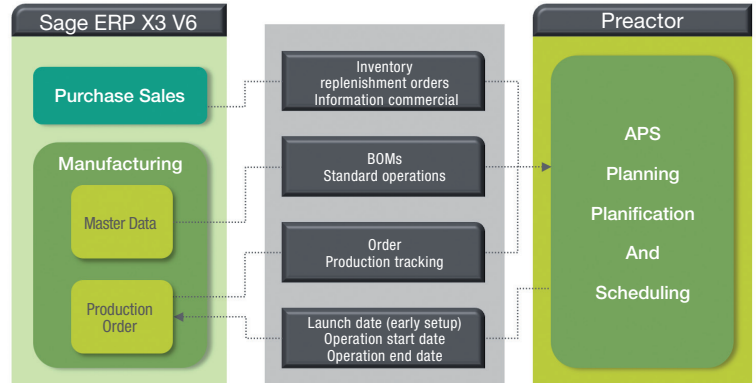 Sage ERP X3 V6
Preactor
Purchase Sales
Manufacturing
Master Data
Production
Order
Inventory
replenishment orders
Information commercial
BOMs
Standard operations
Order
Production tracking
Launch date (early setup)
Operation start date
Operation end date
APS
Planning
Planification
And
Scheduling